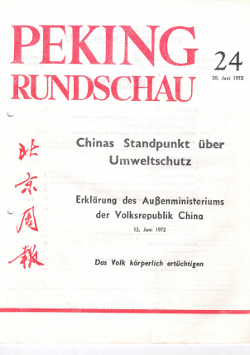 PEKING
RUNDSCHAU
24
20. Juni 1972
北京周报
Chinas Standpunkt über
Umweltschutz
Erklärung des Außenministeriums
der Volksrepublik China
12. Juni 1972
Das Volk körperlich ertüchtigen